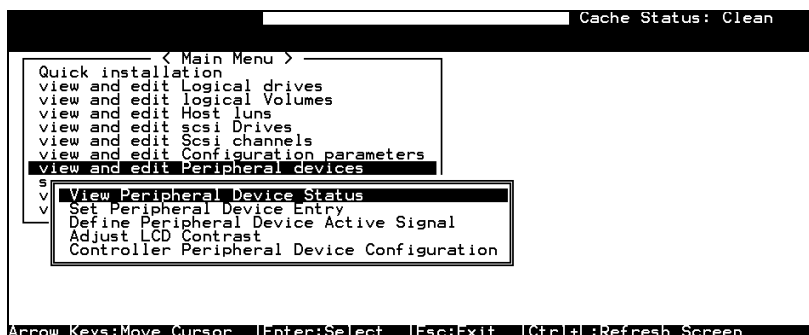 Cache Status: Clean
< Main Menu >
Quick installation
view and edit Logical drives
view and edit logical Volumes
view and edit Host luns
view and edit scsi Drives
view and edit Scsi channels
view and edit Configuration parameters
view and edit Peripheral devices
s
v View Peripheral Device Status
v Set Peripheral Device Entry
Define Peripheral Device Active Signal
Adjust LCD Contrast
Controller Peripheral Device Configuration
Arrow Keys:Move Cursor |Enter:Select |Esc:Exit |Ctrl+L:Refresh Screen